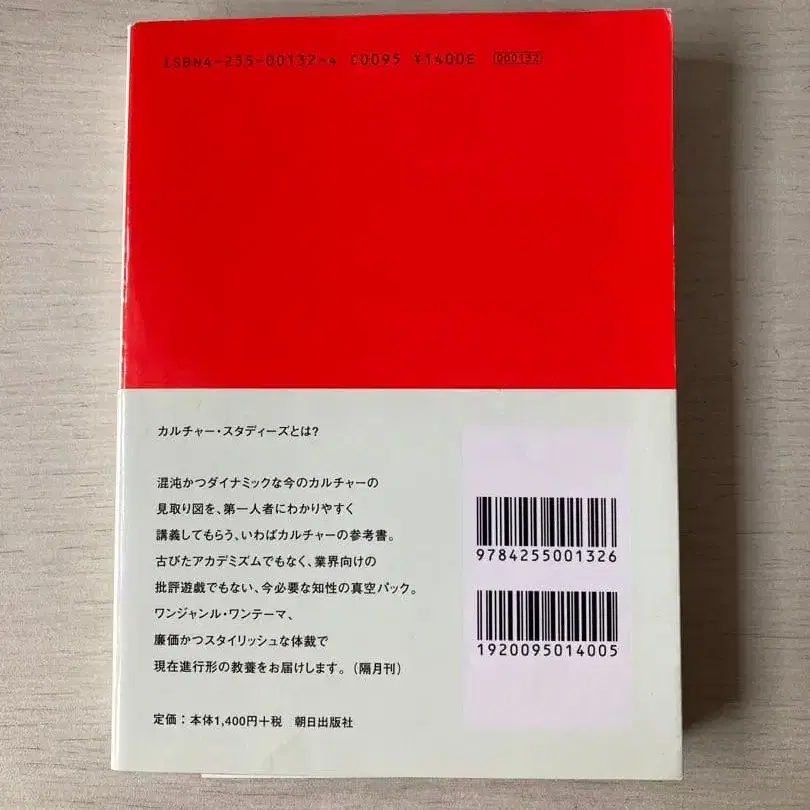 ISBN4-255-00132-4 C0095 ¥1400E 000132
カルチャー・スタディーズとは?
混沌かつダイナミックな今のカルチャーの
見取り図を、第一人者にわかりやすく
講義してもらう、いわばカルチャーの参考書。
古びたアカデミズムでもなく、業界向けの
批評遊戯でもない、今必要な知性の真空パック。
ワンジャンル・ワンテーマ、
廉価かつスタイリッシュな体裁で
現在進行形の教養をお届けします。(隔月刊)
9784255001326
1920095014005
定価:本体1,400円+税 朝日出版社